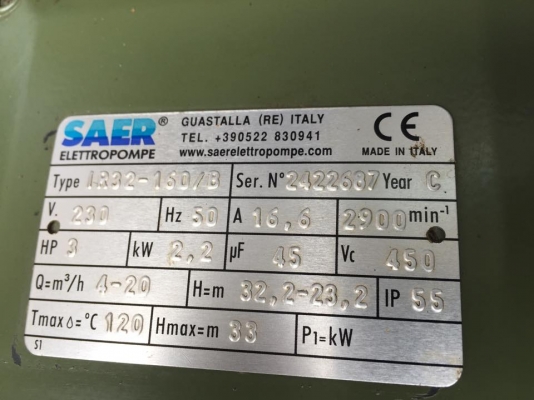 SAER® GUASTALLA (RE) ITALY CE
ELETTROPOMPE TEL. +390522 830941
www.saerelettropompe.com MADE IN ITALY
Type IR32-160/B Ser. N° 2422637 Year C
V. 230 Hz 50 A 16,6 2900 min-1
HP 3 kW 2,2 µF 45 Vc 450
Q=m³/h 4-20 H=m 32,2-23,2 IP 55
Tmax∆=°C 120 Hmax=m 33 P1=kW
S1